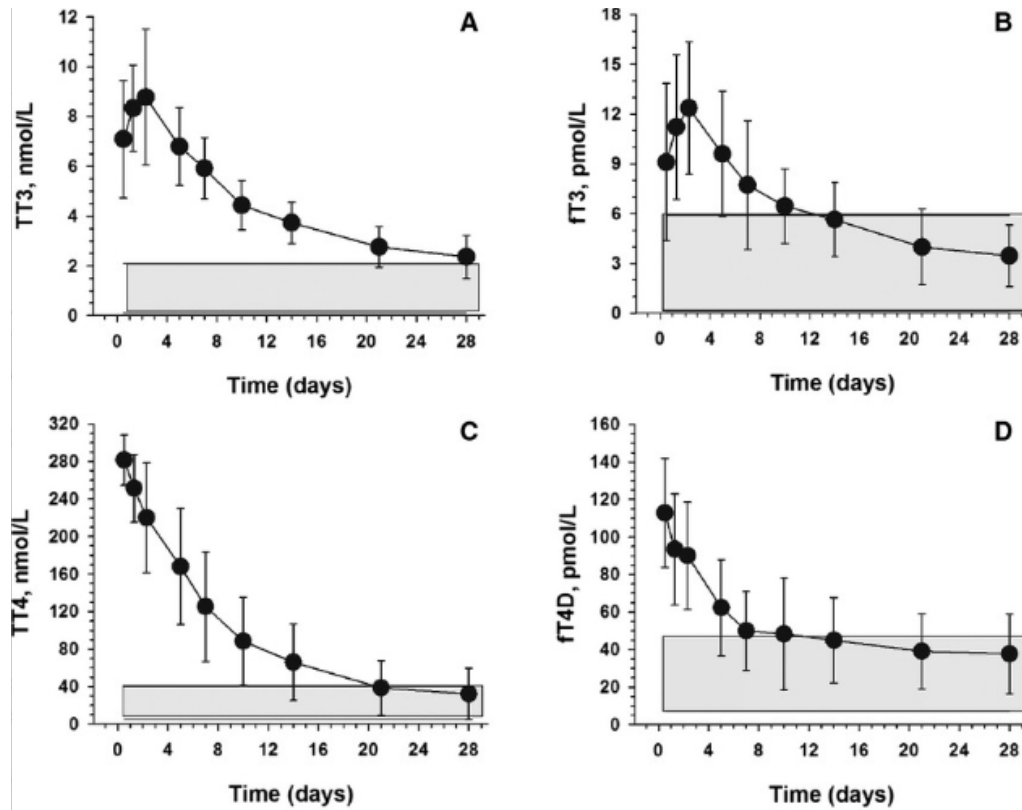 A
TT3, nmol/L
12
10
8
6
4
2
0
0 4 8 12 16 20 24 28
Time (days)
B
fT3, pmol/L
18
15
12
9
6
3
0
0 4 8 12 16 20 24 28
Time (days)
C
TT4, nmol/L
320
280
240
200
160
120
80
40
0
0 4 8 12 16 20 24 28
Time (days)
D
fT4D, pmol/L
160
140
120
100
80
60
40
20
0
0 4 8 12 16 20 24 28
Time (days)